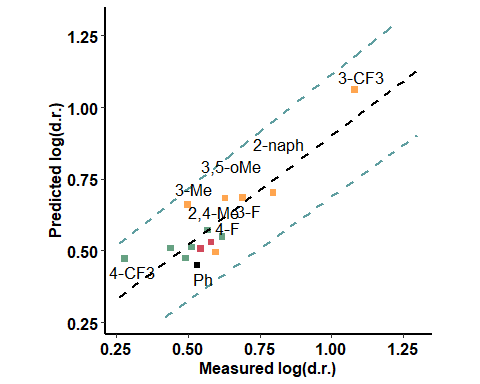 1.25
1.00
0.75
0.50
0.25
Predicted log(d.r.)
3-CF3
2-naph
3,5-oMe
3-Me
2,4-Me
3-F
4-F
4-CF3
Ph
0.25 0.50 0.75 1.00 1.25
Measured log(d.r.)